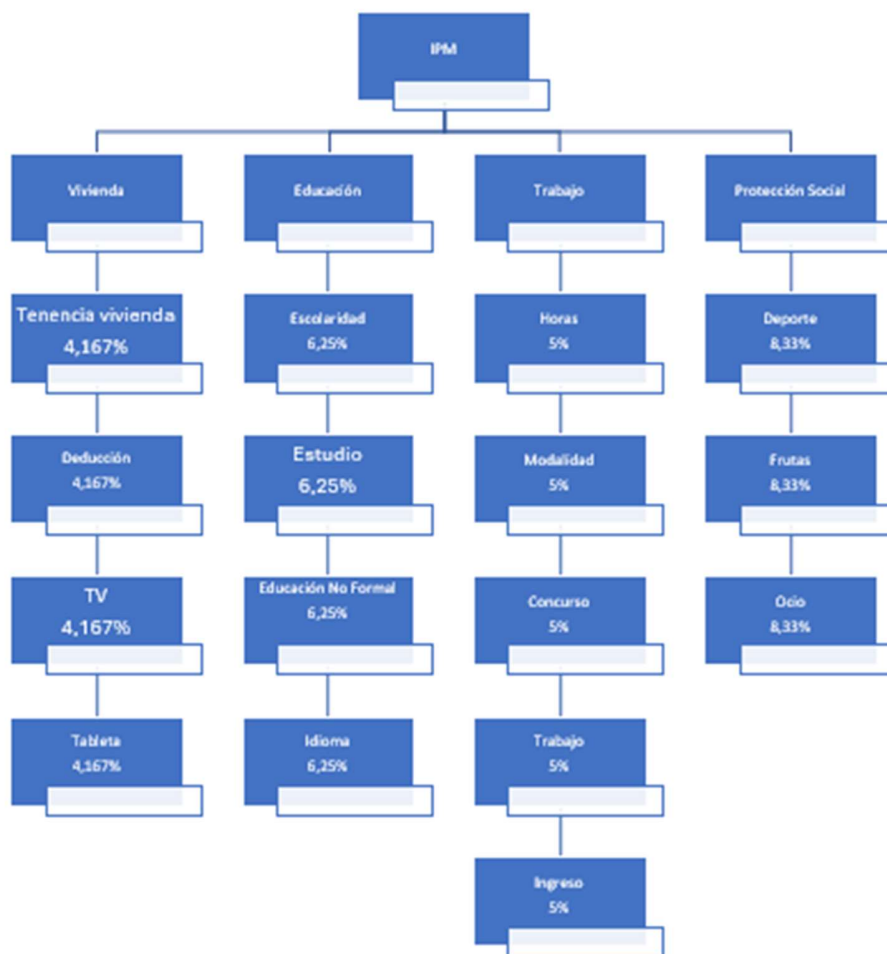 IPM
Vivienda
Educación
Trabajo
Protección Social
Tenencia vivienda
4,167%
Escolaridad
6,25%
Horas
5%
Deporte
8,33%
Deducción
4,167%
Estudio
6,25%
Modalidad
5%
Frutas
8,33%
TV
4,167%
Educación No Formal
6,25%
Concurso
5%
Ocio
8,33%
Tableta
4,167%
Idioma
6,25%
Trabajo
5%
Ingreso
5%